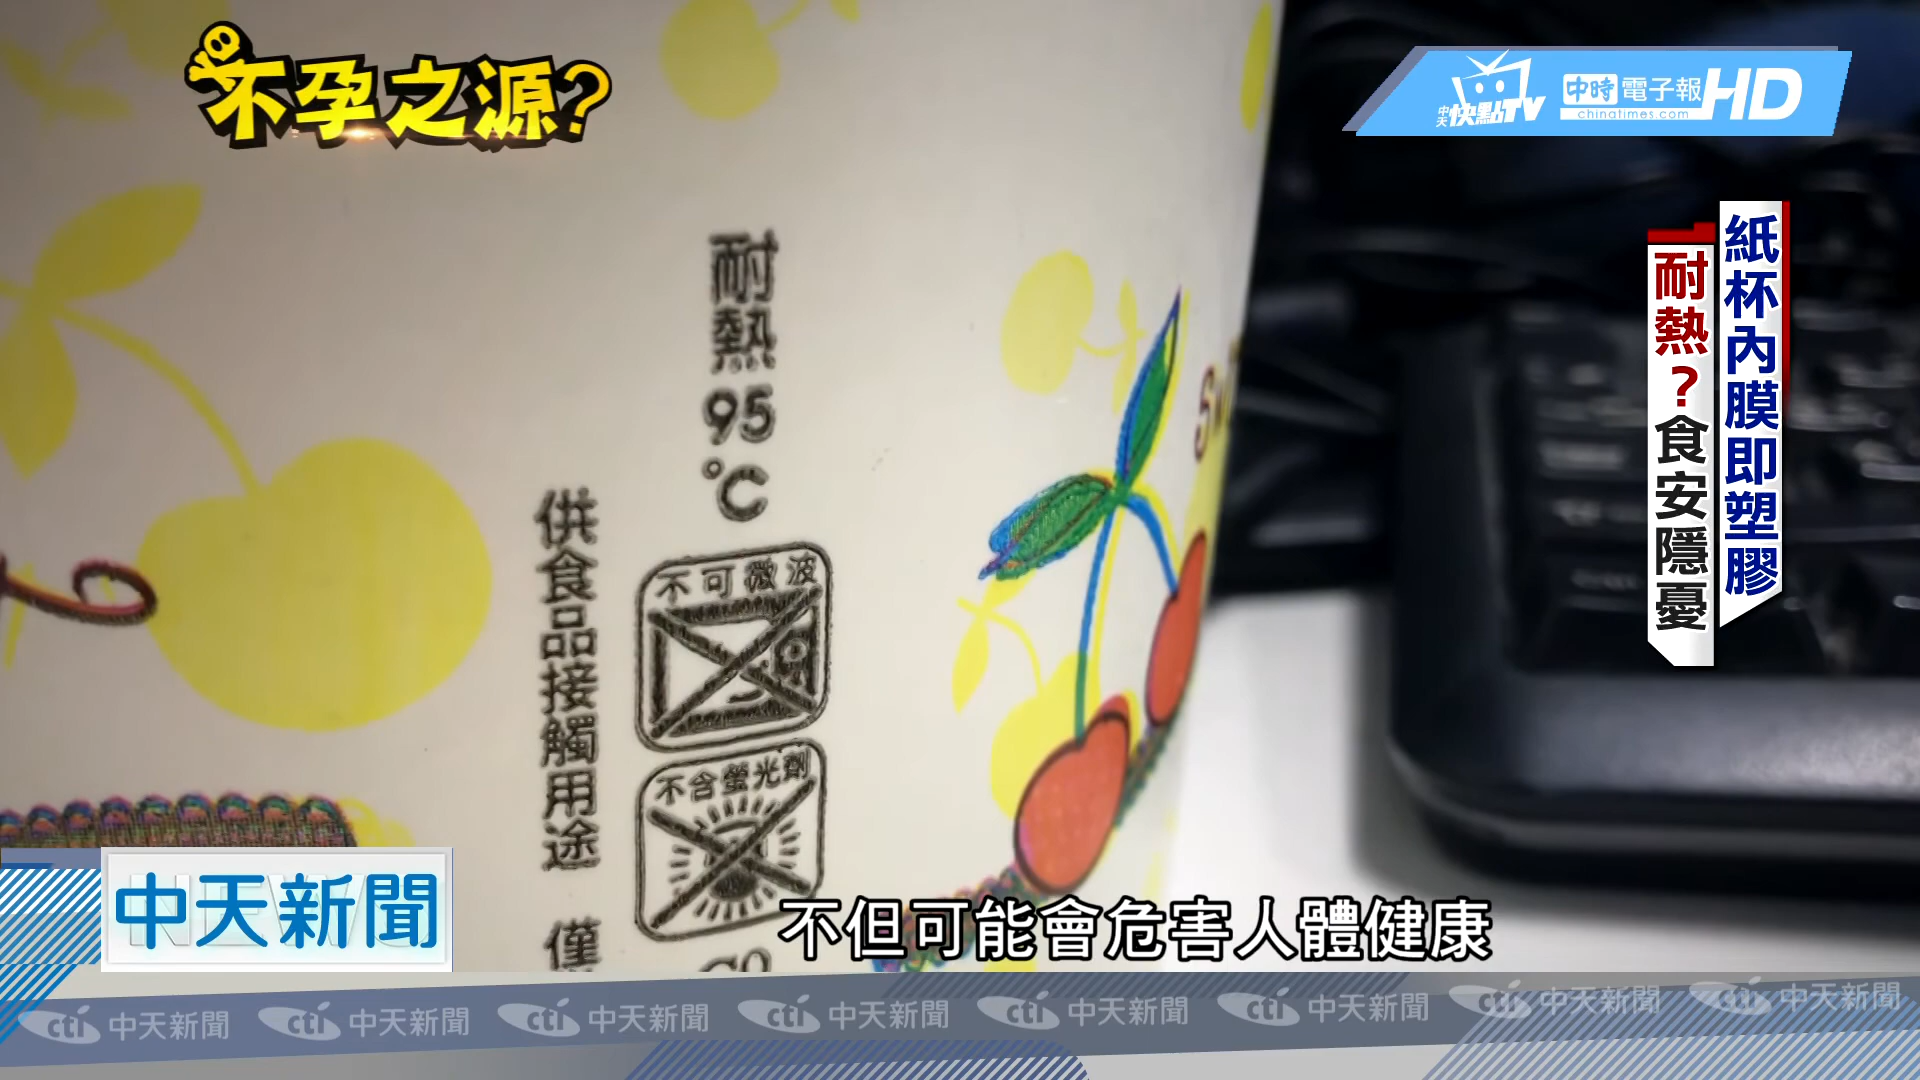 不孕之源?
中天快點TV 中時電子報HD
chinatimes.com
紙杯內膜即塑膠
耐熱?食安隱憂
耐熱95℃
供食品接觸用途 僅
不可微波
不含螢光劑
不但可能會危害人體健康
中天新聞
cti 中天新聞 cti 中天新聞 cti 中天新聞 cti 中天新聞 cti 中天新聞 cti 中天新聞 cti 中天新聞 cti 中天新聞